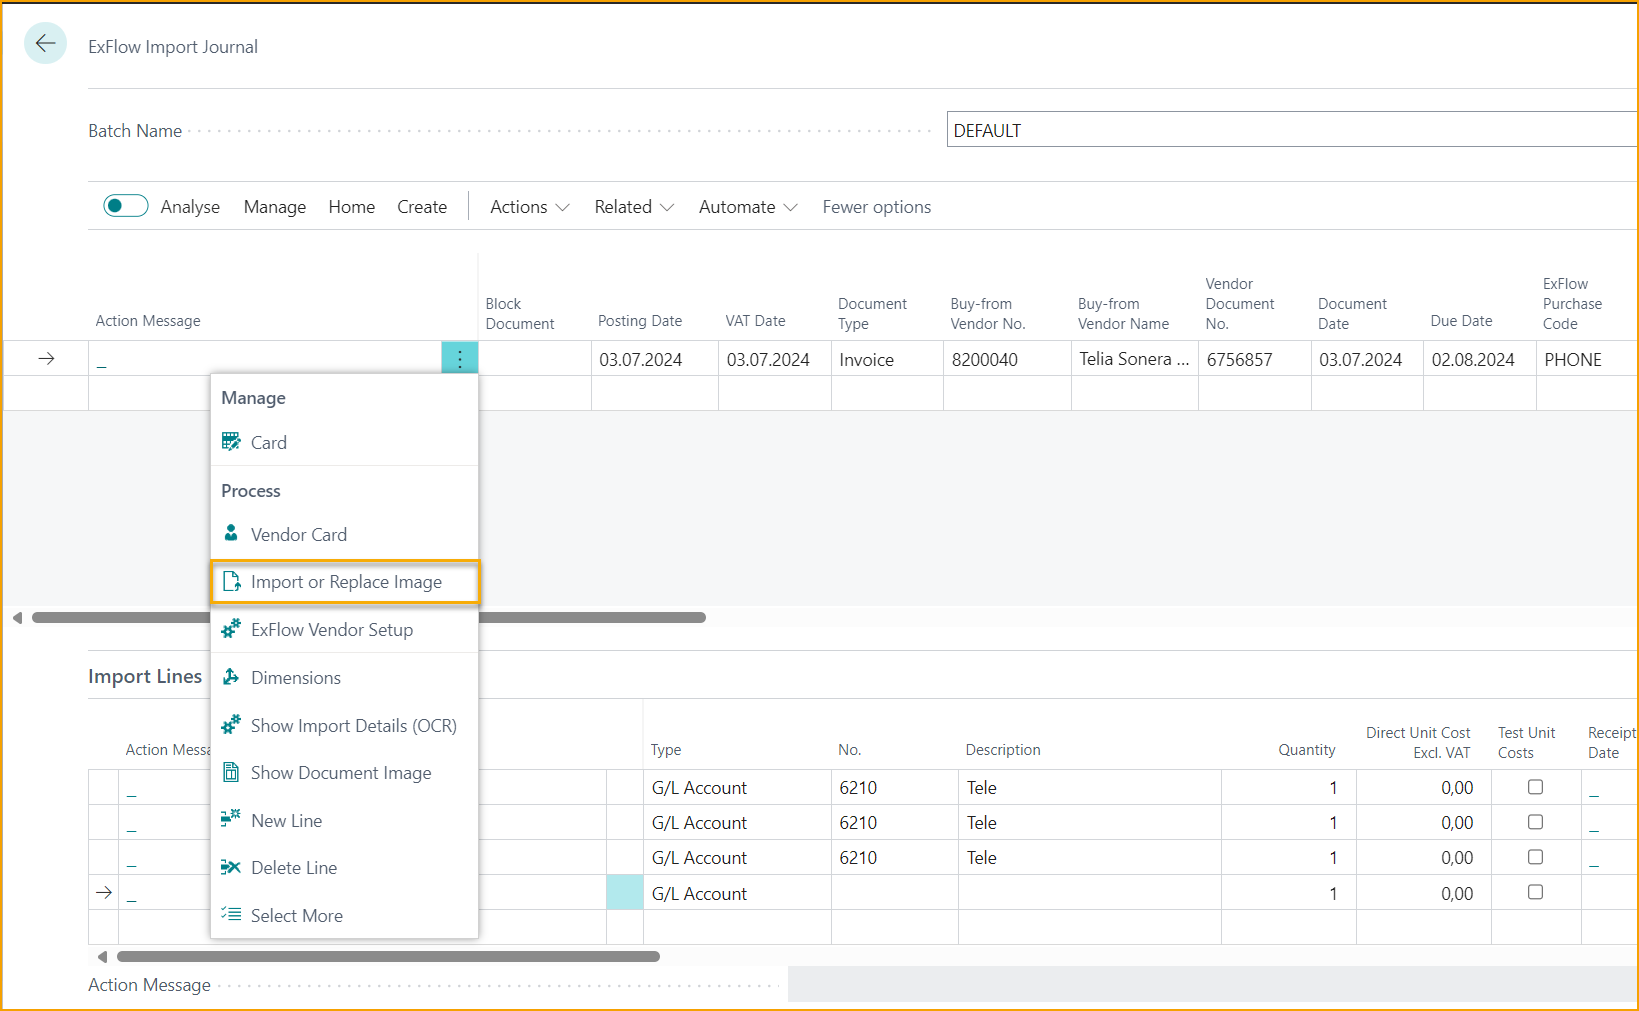 ExFlow Import Journal
Batch Name
DEFAULT
Analyse Manage Home Create Actions Related Automate Fewer options
Action Message
Block Document
Posting Date
VAT Date
Document Type
Buy-from Vendor No.
Buy-from Vendor Name
Vendor Document No.
Document Date
Due Date
ExFlow Purchase Code
_ 03.07.2024 03.07.2024 Invoice 8200040 Telia Sonera ... 6756857 03.07.2024 02.08.2024 PHONE
Manage
Card
Process
Vendor Card
Import or Replace Image
ExFlow Vendor Setup
Dimensions
Show Import Details (OCR)
Show Document Image
New Line
Delete Line
Select More
Import Lines
Action Messa
Type
No.
Description
Quantity
Direct Unit Cost Excl. VAT
Test Unit Costs
Receipt Date
_ G/L Account 6210 Tele 1 0,00 _
_ G/L Account 6210 Tele 1 0,00 _
_ G/L Account 6210 Tele 1 0,00 _
_ G/L Account 1 0,00
Action Message